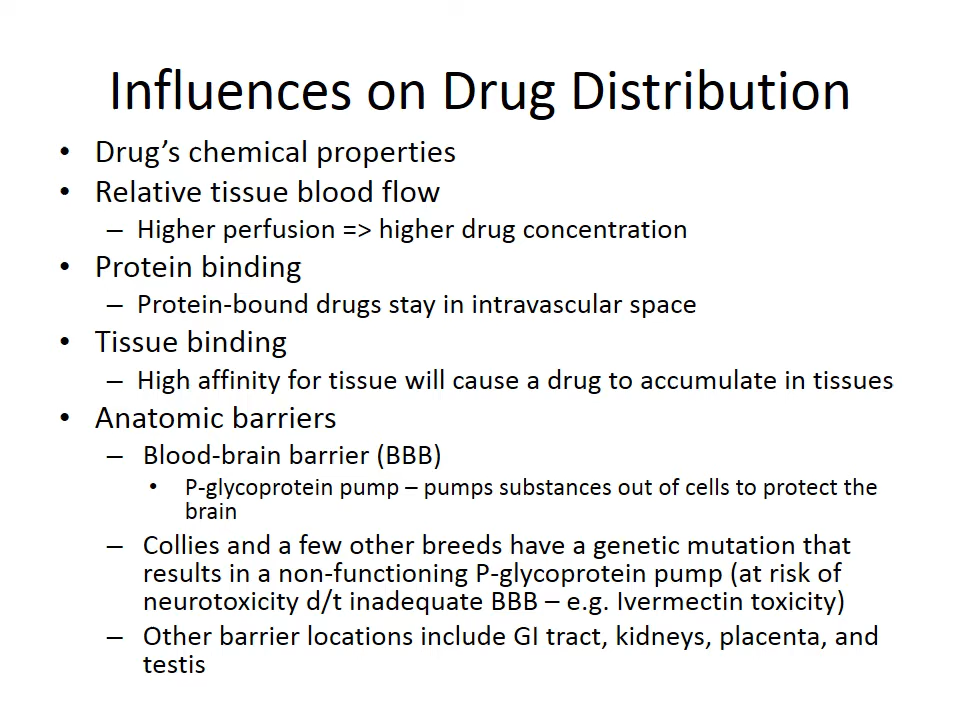 Influences on Drug Distribution
• Drug’s chemical properties
• Relative tissue blood flow
– Higher perfusion => higher drug concentration
• Protein binding
– Protein-bound drugs stay in intravascular space
• Tissue binding
– High affinity for tissue will cause a drug to accumulate in tissues
• Anatomic barriers
– Blood-brain barrier (BBB)
• P-glycoprotein pump – pumps substances out of cells to protect the
brain
– Collies and a few other breeds have a genetic mutation that
results in a non-functioning P-glycoprotein pump (at risk of
neurotoxicity d/t inadequate BBB – e.g. Ivermectin toxicity)
– Other barrier locations include GI tract, kidneys, placenta, and
testis